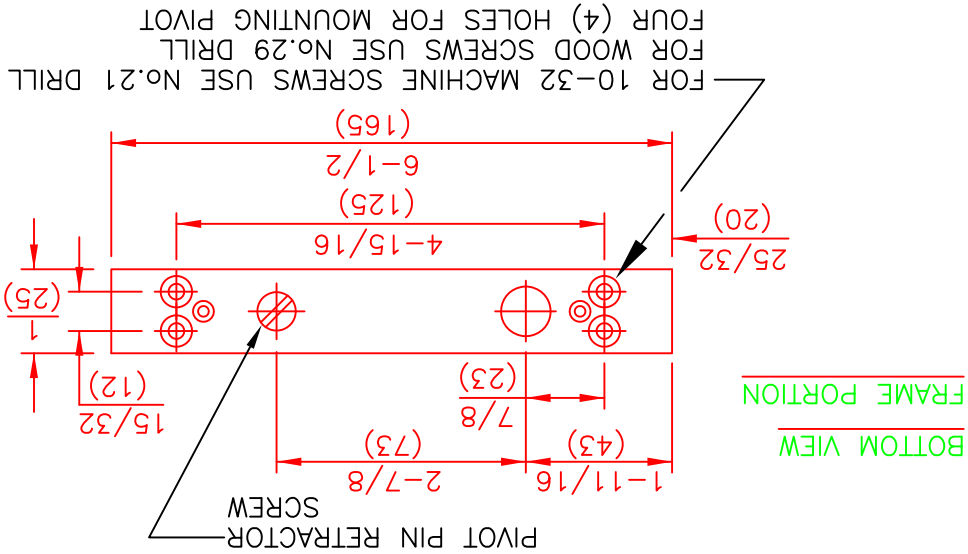 BOTTOM VIEW
FRAME PORTION
PIVOT PIN RETRACTOR
SCREW
1-11/16
(43)
2-7/8
(73)
7/8
(23)
15/32
(12)
1
(25)
25/32
(20)
4-15/16
(125)
6-1/2
(165)
FOR 10-32 MACHINE SCREWS USE No.21 DRILL
FOR WOOD SCREWS USE No.29 DRILL
FOUR (4) HOLES FOR MOUNTING PIVOT